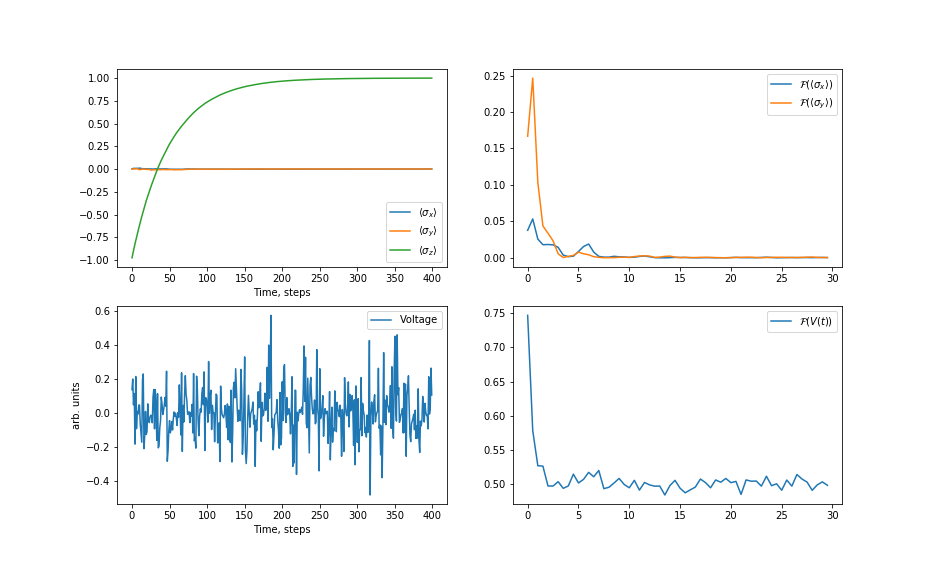 1.00
0.75
0.50
0.25
0.00
−0.25
−0.50
−0.75
−1.00
0 50 100 150 200 250 300 350 400
Time, steps
⟨σx⟩
⟨σy⟩
⟨σz⟩
0.25
0.20
0.15
0.10
0.05
0.00
0 5 10 15 20 25 30
ℱ(⟨σx⟩)
ℱ(⟨σy⟩)
0.6
0.4
0.2
0.0
−0.2
−0.4
arb. units
0 50 100 150 200 250 300 350 400
Time, steps
Voltage
0.75
0.70
0.65
0.60
0.55
0.50
0 5 10 15 20 25 30
ℱ(V(t))